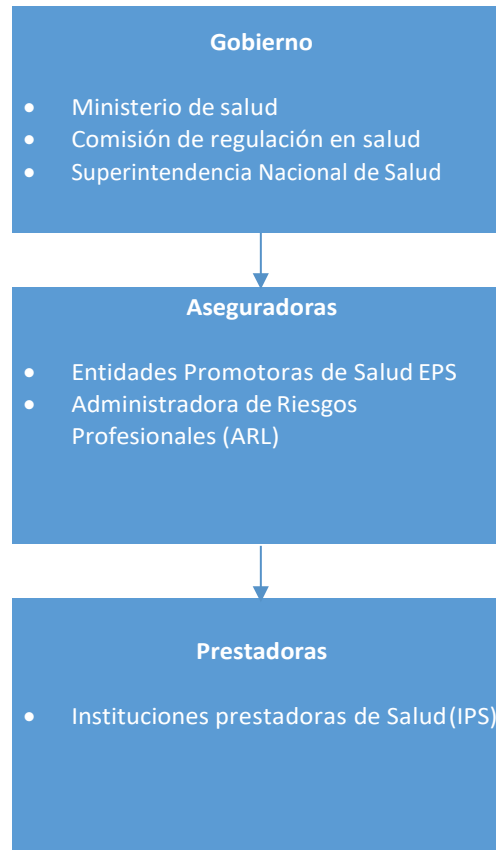 Gobierno
• Ministerio de salud
• Comisión de regulación en salud
• Superintendencia Nacional de Salud
Aseguradoras
• Entidades Promotoras de Salud EPS
• Administradora de Riesgos
Profesionales (ARL)
Prestadoras
• Instituciones prestadoras de Salud (IPS)